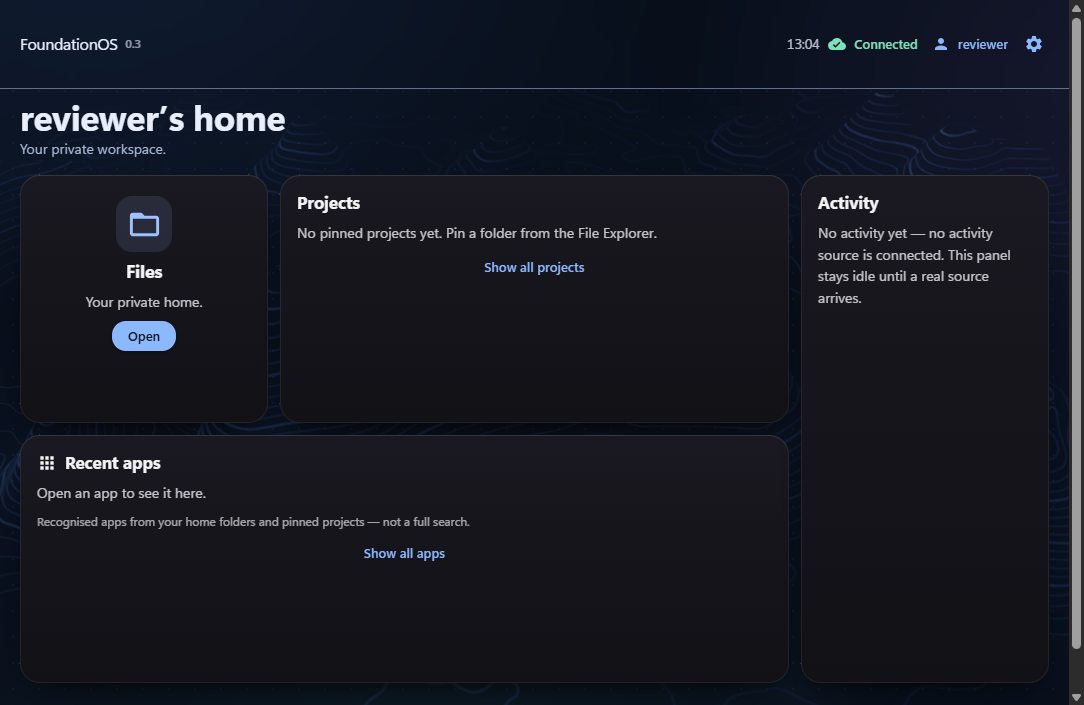 FoundationOS 0.3
13:04 Connected reviewer
reviewer’s home
Your private workspace.
Files
Your private home.
Open
Projects
No pinned projects yet. Pin a folder from the File Explorer.
Show all projects
Activity
No activity yet — no activity
source is connected. This panel
stays idle until a real source
arrives.
Recent apps
Open an app to see it here.
Recognised apps from your home folders and pinned projects — not a full search.
Show all apps